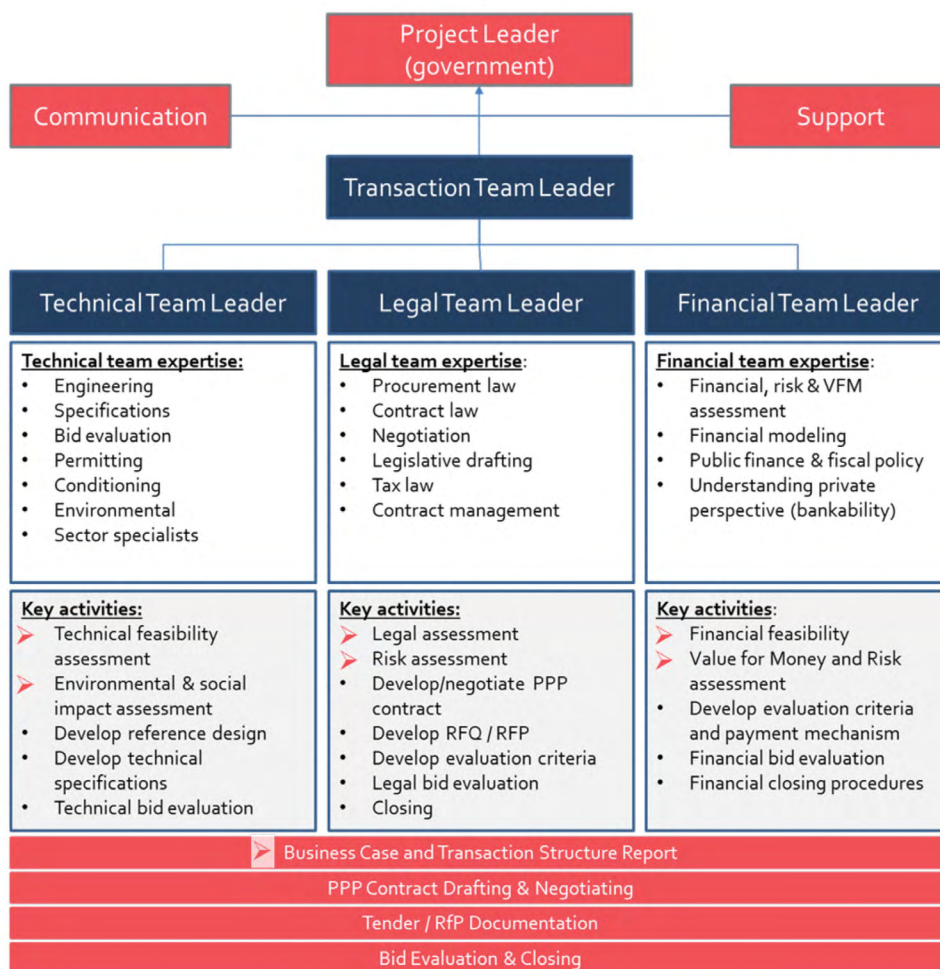 Project Leader
(government)
Communication
Support
Transaction Team Leader
Technical Team Leader
Legal Team Leader
Financial Team Leader
Technical team expertise:
• Engineering
• Specifications
• Bid evaluation
• Permitting
• Conditioning
• Environmental
• Sector specialists
Legal team expertise:
• Procurement law
• Contract law
• Negotiation
• Legislative drafting
• Tax law
• Contract management
Financial team expertise:
• Financial, risk & VFM
assessment
• Financial modeling
• Public finance & fiscal policy
• Understanding private
perspective (bankability)
Key activities:
➢ Technical feasibility
assessment
➢ Environmental & social
impact assessment
• Develop reference design
• Develop technical
specifications
• Technical bid evaluation
Key activities:
➢ Legal assessment
➢ Risk assessment
• Develop/negotiate PPP
contract
• Develop RFQ / RFP
• Develop evaluation criteria
• Legal bid evaluation
• Closing
Key activities:
➢ Financial feasibility
➢ Value for Money and Risk
assessment
• Develop evaluation criteria
and payment mechanism
• Financial bid evaluation
• Financial closing procedures
➢ Business Case and Transaction Structure Report
PPP Contract Drafting & Negotiating
Tender / RfP Documentation
Bid Evaluation & Closing